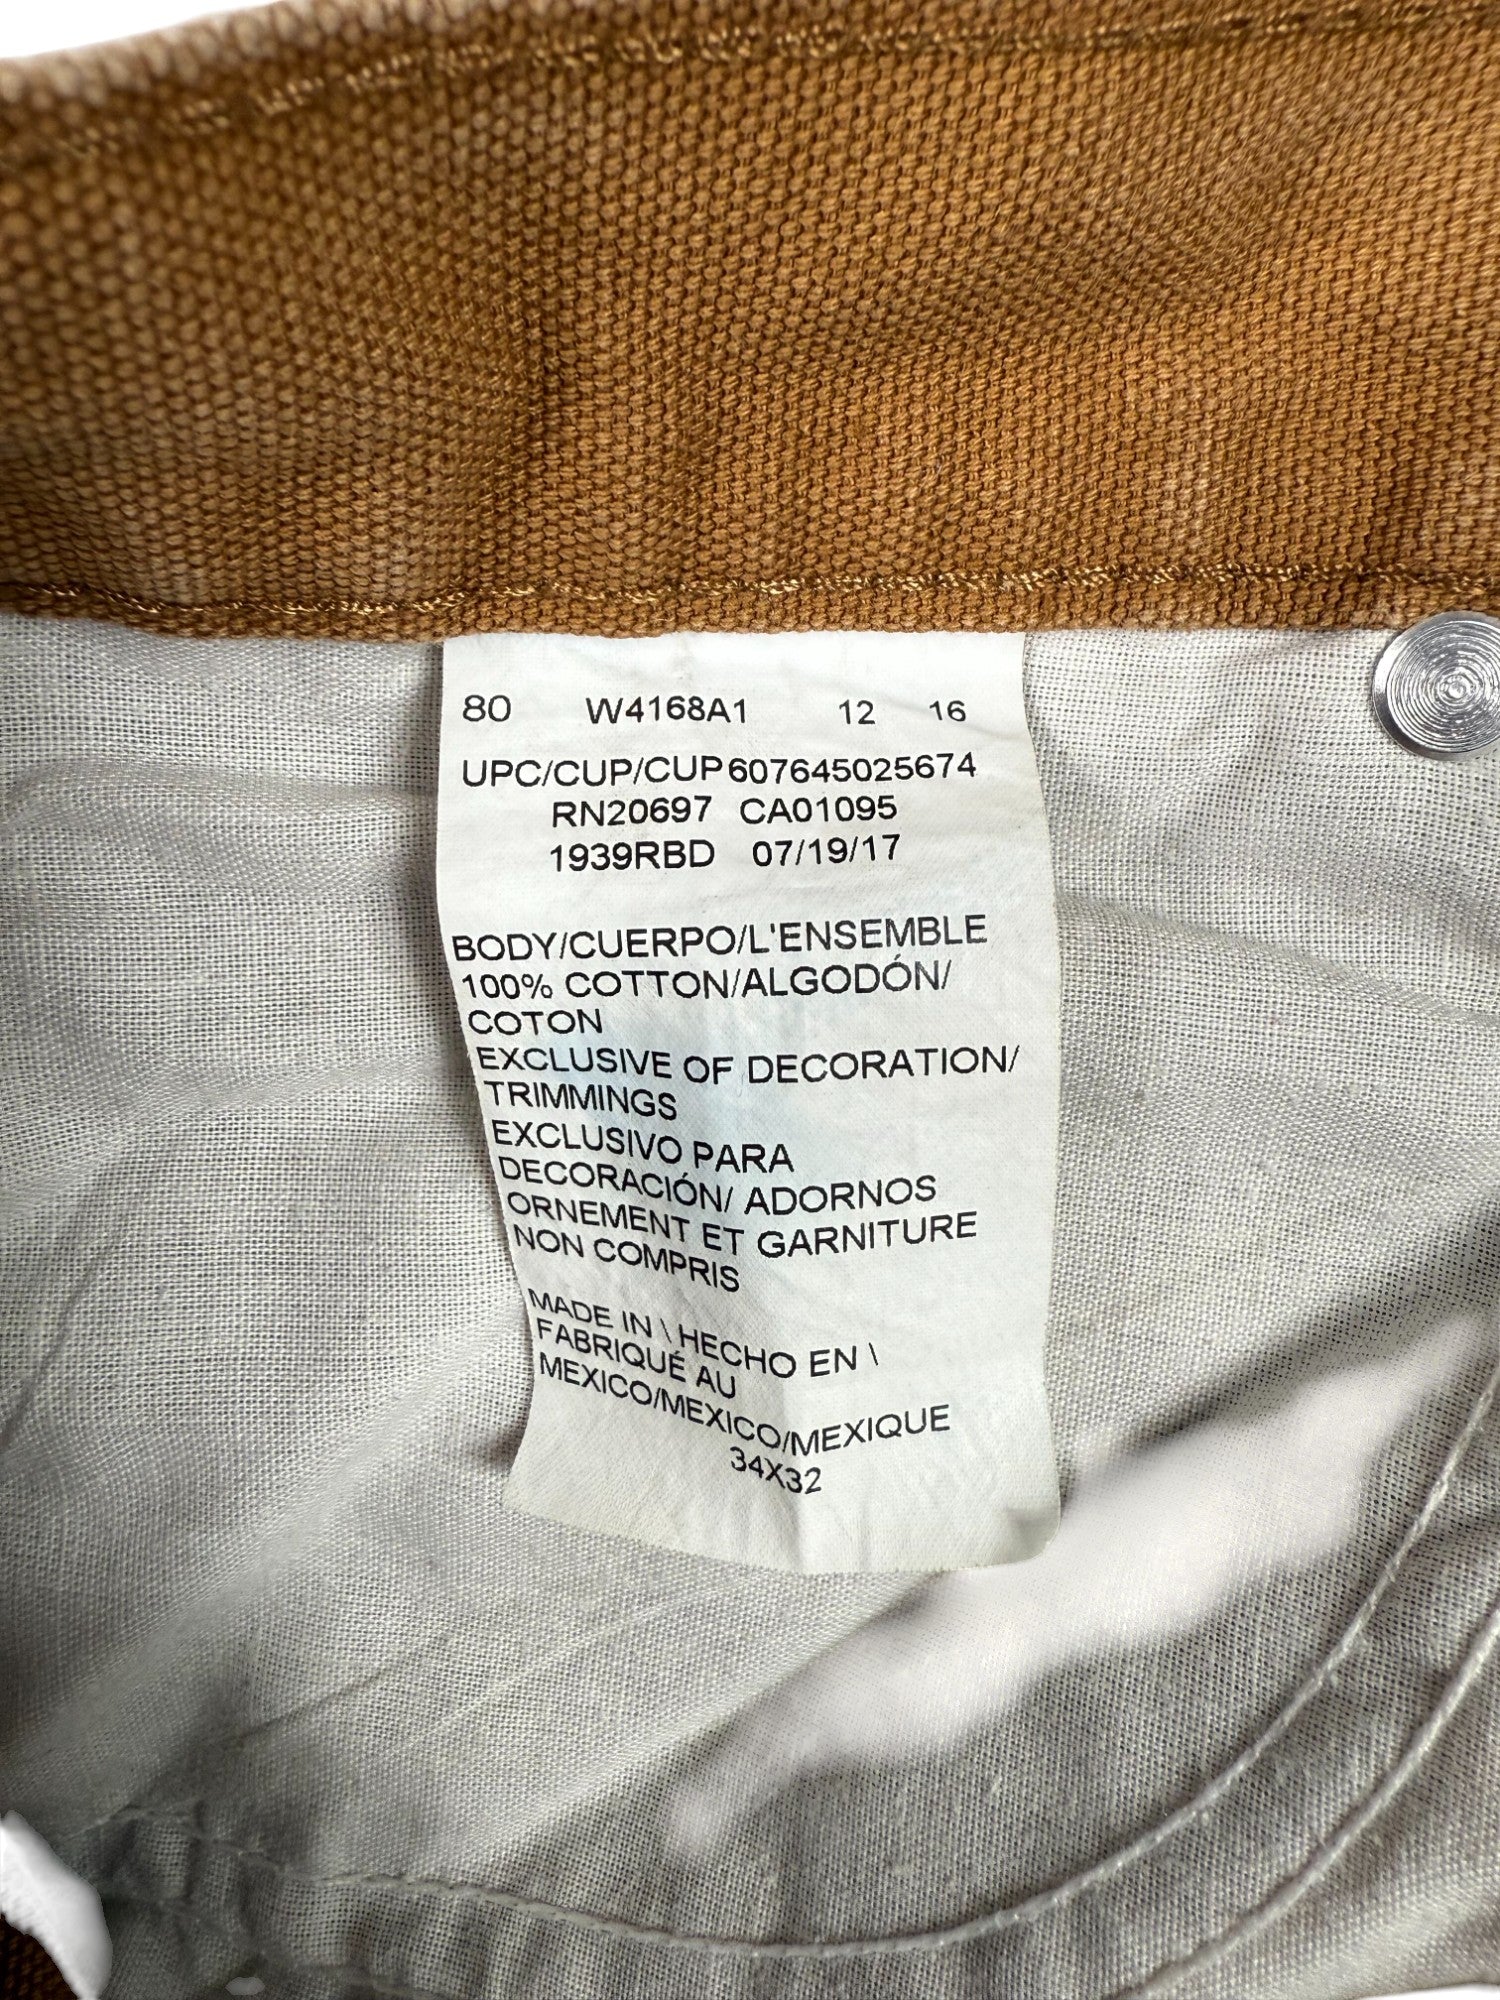 80 W4168A1 12 16
UPC/CUP/CUP 607645025674
RN20697 CA01095
1939RBD 07/19/17
BODY/CUERPO/L'ENSEMBLE
100% COTTON/ALGODÓN/
COTON
EXCLUSIVE OF DECORATION/
TRIMMINGS
EXCLUSIVO PARA
DECORACIÓN/ ADORNOS
ORNEMENT ET GARNITURE
NON COMPRIS
MADE IN \ HECHO EN \
FABRIQUÉ AU
MEXICO/MEXICO/MEXIQUE
34X32